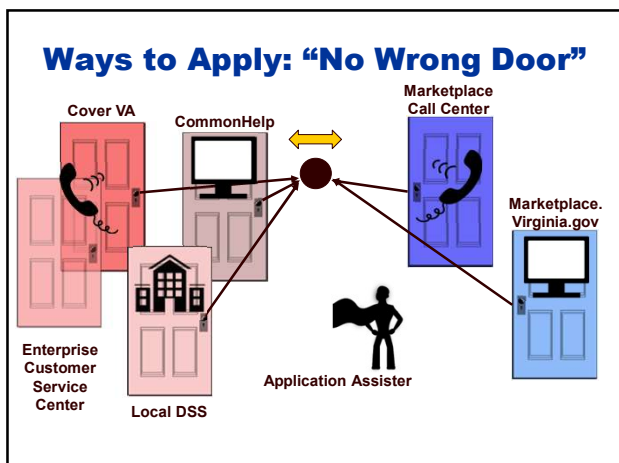 Ways to Apply: “No Wrong Door”
Cover VA
CommonHelp
Marketplace
Call Center
Marketplace.
Virginia.gov
Enterprise
Customer
Service
Center
Local DSS
Application Assister